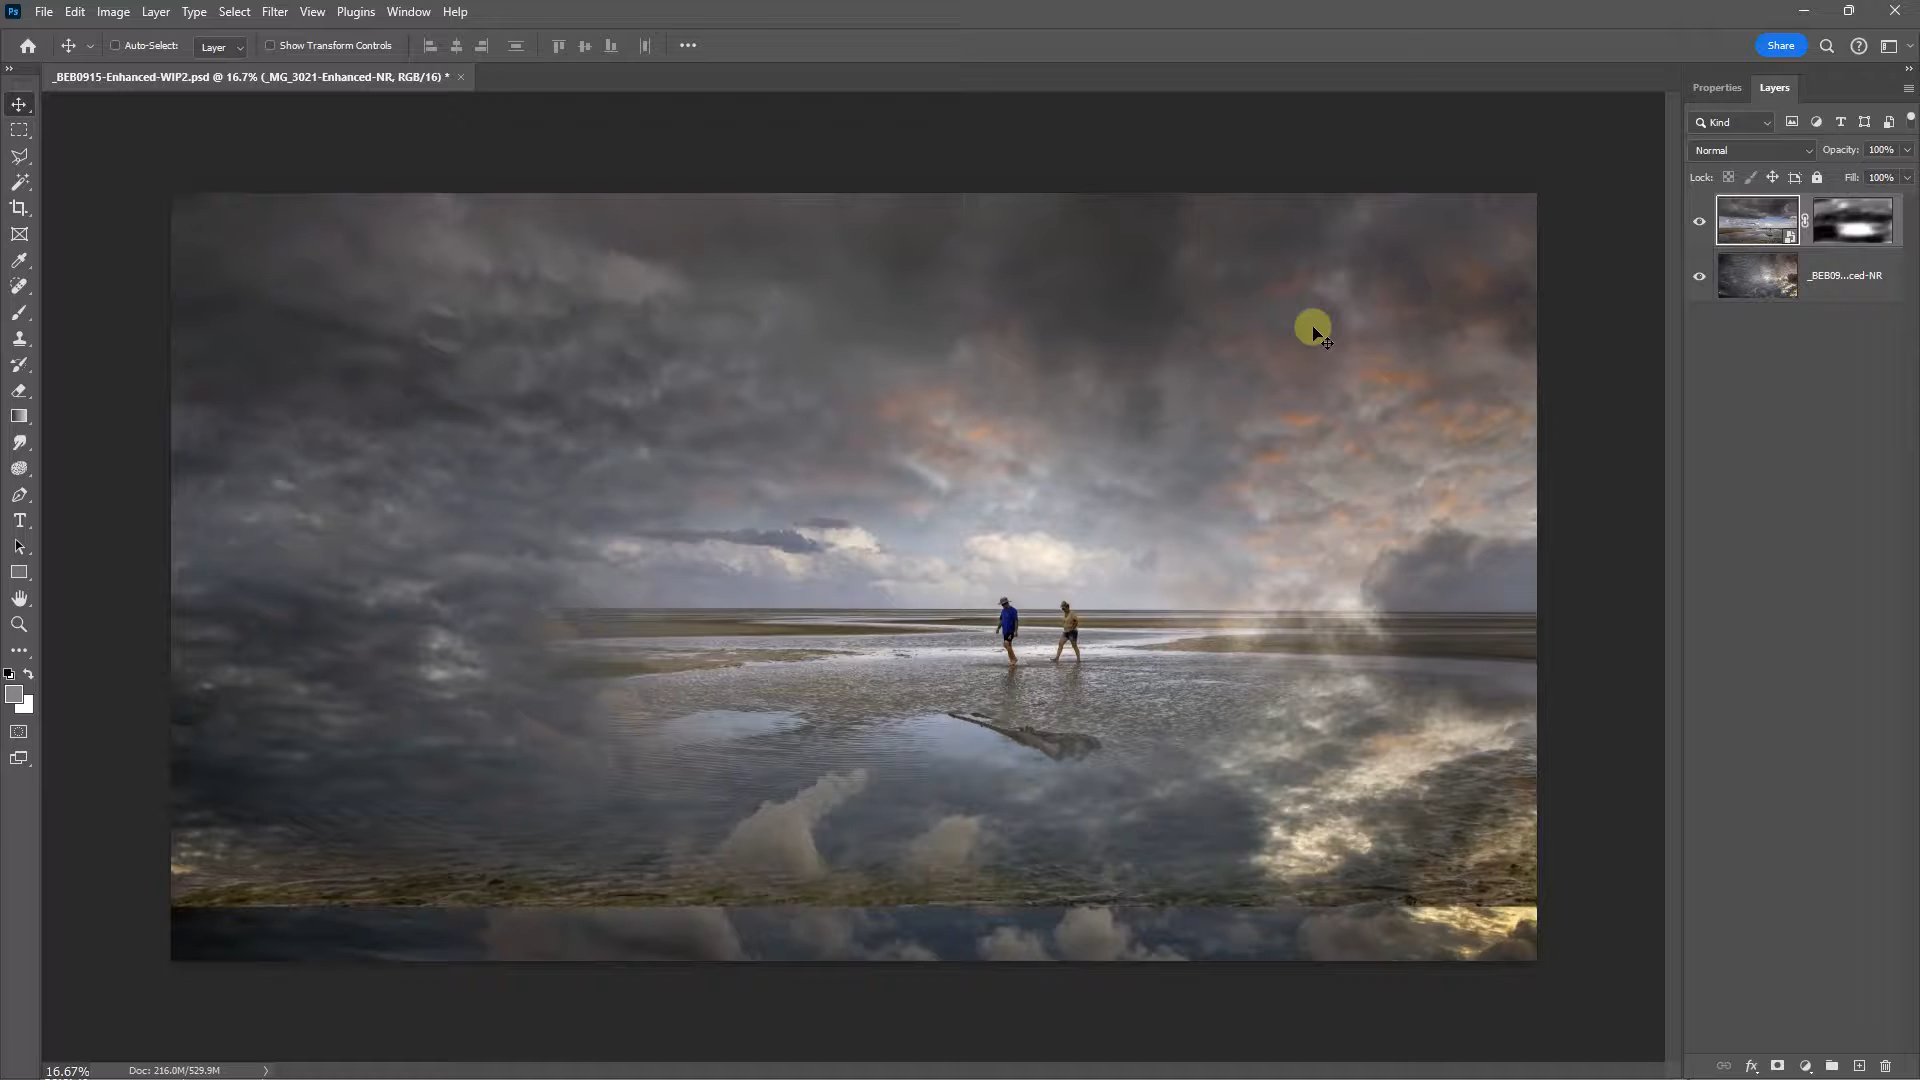 Ps File Edit Image Layer Type Select Filter View Plugins Window Help
Auto-Select: Layer Show Transform Controls Share
_BEB0915-Enhanced-WIP2.psd @ 16.7% (_MG_3021-Enhanced-NR, RGB/16) *
Properties Layers
Kind
Normal Opacity: 100%
Lock: Fill: 100%
_BEB09...ced-NR
16.67% Doc: 216.0M/529.9M